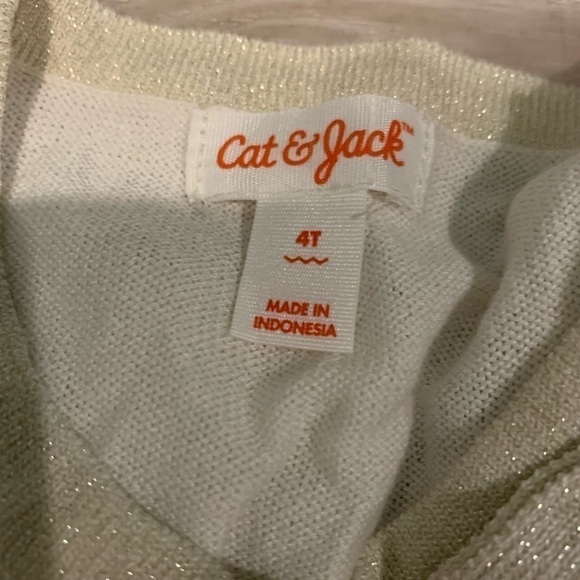 Cat & Jack™
4T
MADE IN
INDONESIA